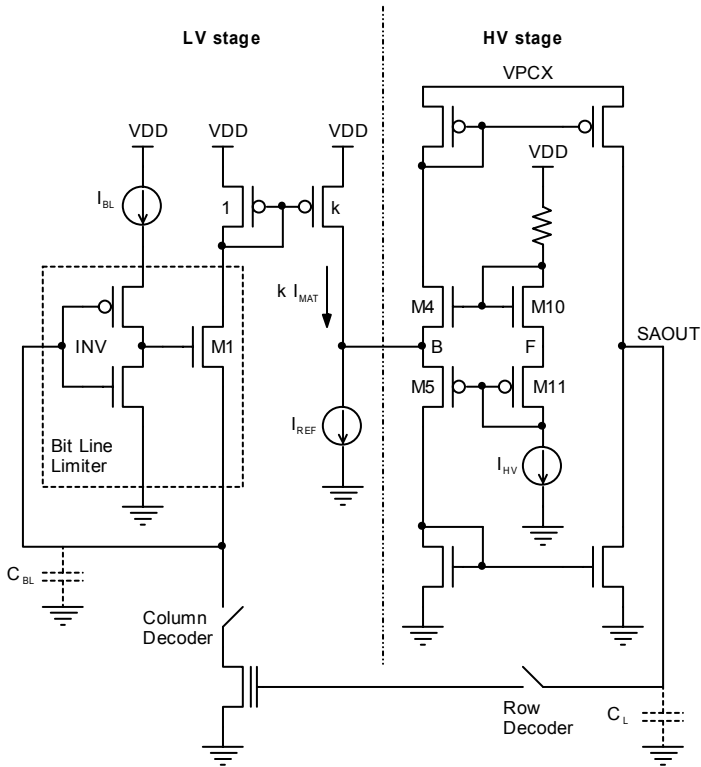 LV stage
HV stage
VPCX
VDD
VDD
VDD
VDD
I_BL
1
k
k I_MAT
M4
M10
INV
M1
B
F
SAOUT
M5
M11
Bit Line
Limiter
I_REF
I_HV
C_BL
Column
Decoder
Row
Decoder
C_L